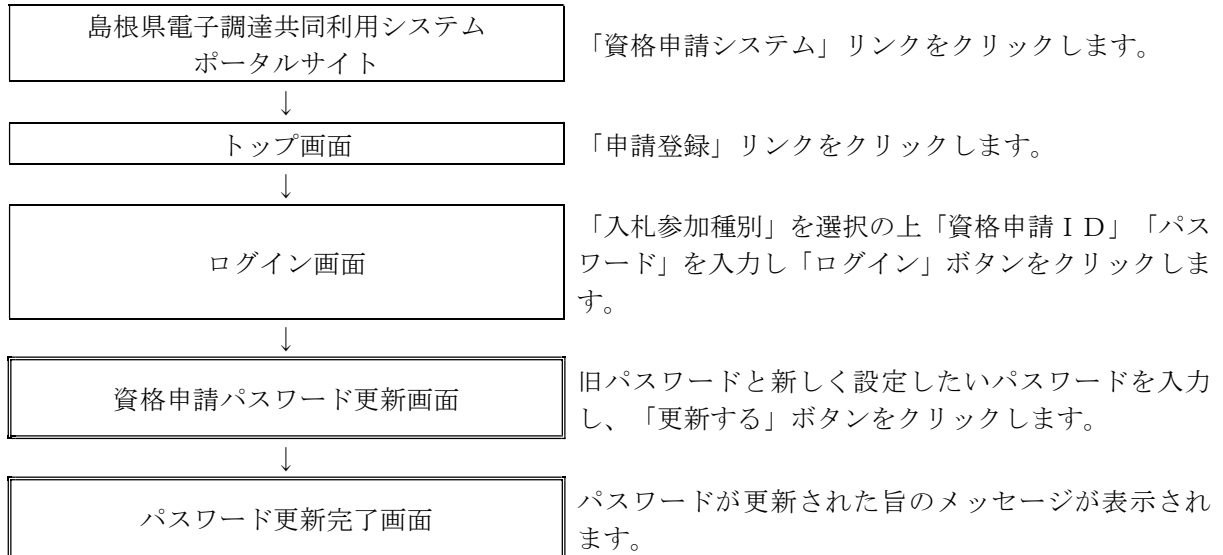 島根県電子調達共同利用システム
ポータルサイト
「資格申請システム」リンクをクリックします。
↓
トップ画面
「申請登録」リンクをクリックします。
↓
ログイン画面
「入札参加種別」を選択の上「資格申請ＩＤ」「パス
ワード」を入力し「ログイン」ボタンをクリックしま
す。
↓
資格申請パスワード更新画面
旧パスワードと新しく設定したいパスワードを入力
し、「更新する」ボタンをクリックします。
↓
パスワード更新完了画面
パスワードが更新された旨のメッセージが表示され
ます。